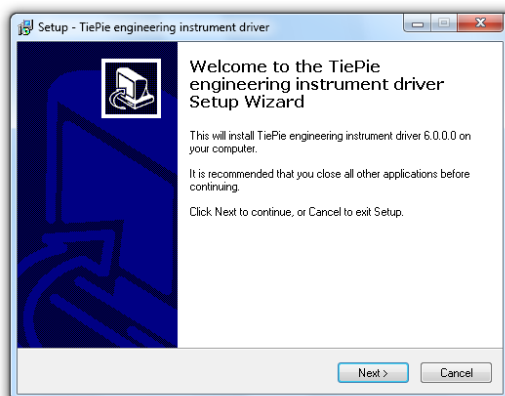 Setup - TiePie engineering instrument driver
Welcome to the TiePie
engineering instrument driver
Setup Wizard
This will install TiePie engineering instrument driver 6.0.0.0 on
your computer.
It is recommended that you close all other applications before
continuing.
Click Next to continue, or Cancel to exit Setup.
Next >
Cancel